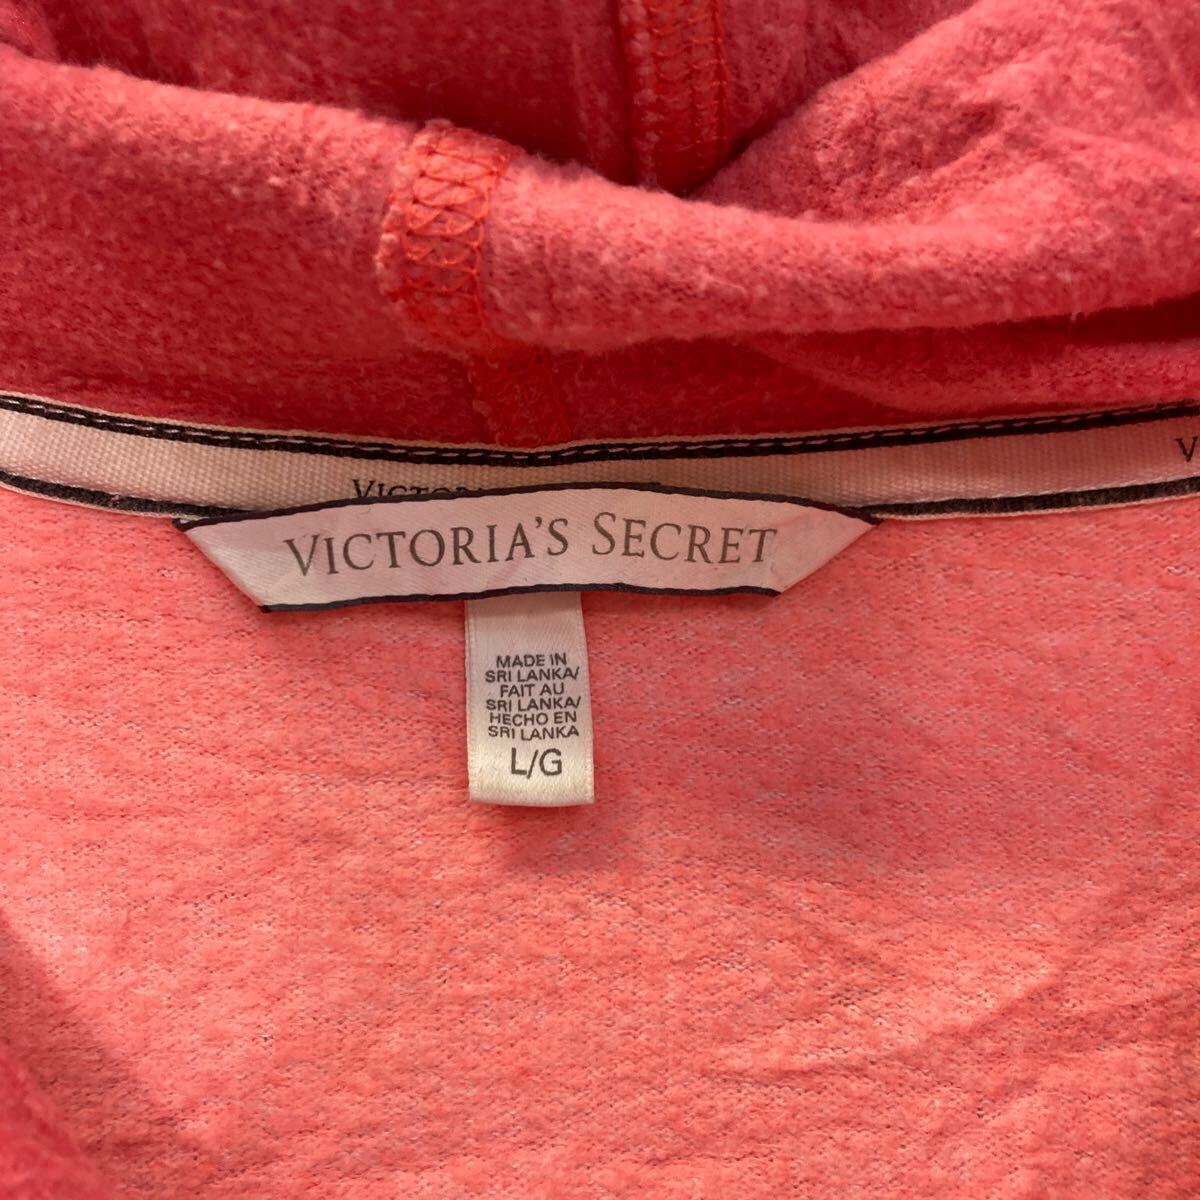 VICTORIA'S SECRET
MADE IN
SRI LANKA/
FAIT AU
SRI LANKA/
HECHO EN
SRI LANKA
L/G